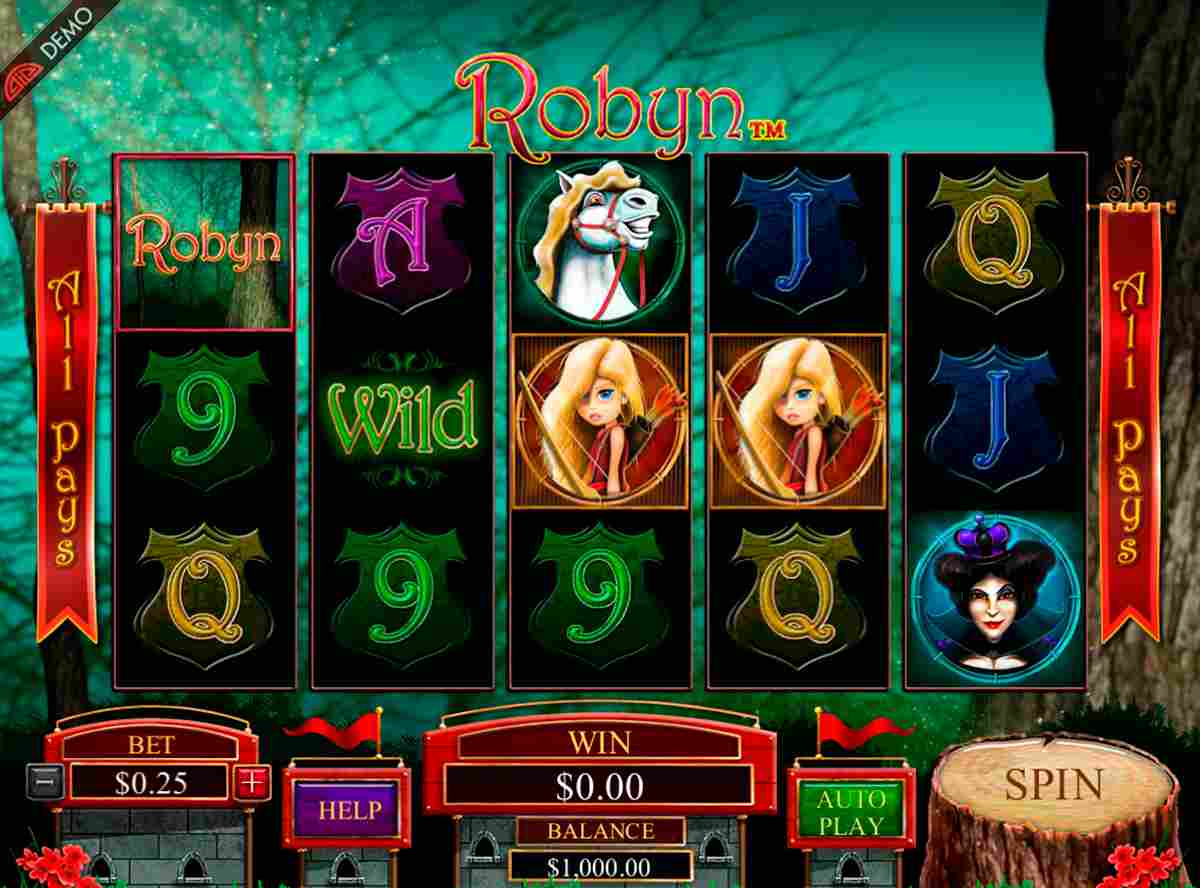 DEMO
Robyn™
All Pays
Robyn
A
J
Q
9
Wild
J
Q
9
9
Q
All Pays
BET
$0.25
HELP
WIN
$0.00
BALANCE
$1,000.00
AUTO
PLAY
SPIN